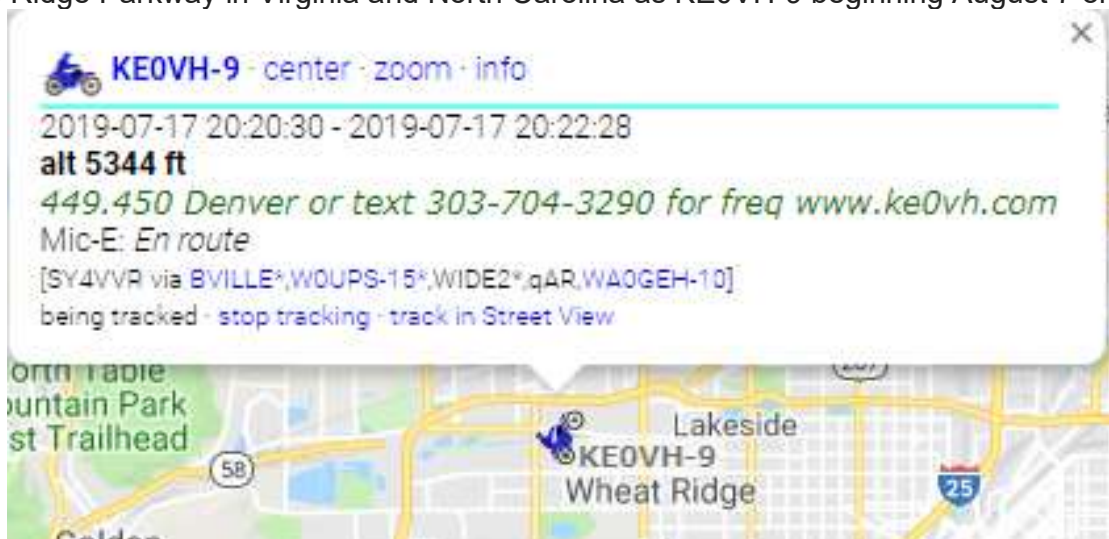 Ridge Parkway in Virginia and North Carolina as KE0VH-9 beginning August 7
KE0VH-9 · center · zoom · info
2019-07-17 20:20:30 - 2019-07-17 20:22:28
alt 5344 ft
449.450 Denver or text 303-704-3290 for freq www.ke0vh.com
Mic-E: En route
[SY4VVR via BVILLE*,W0UPS-15*,WIDE2*,qAR,WA0GEH-10]
being tracked · stop tracking · track in Street View
orth Table
untain Park
st Trailhead
58
Lakeside
KE0VH-9
Wheat Ridge
25
Golden